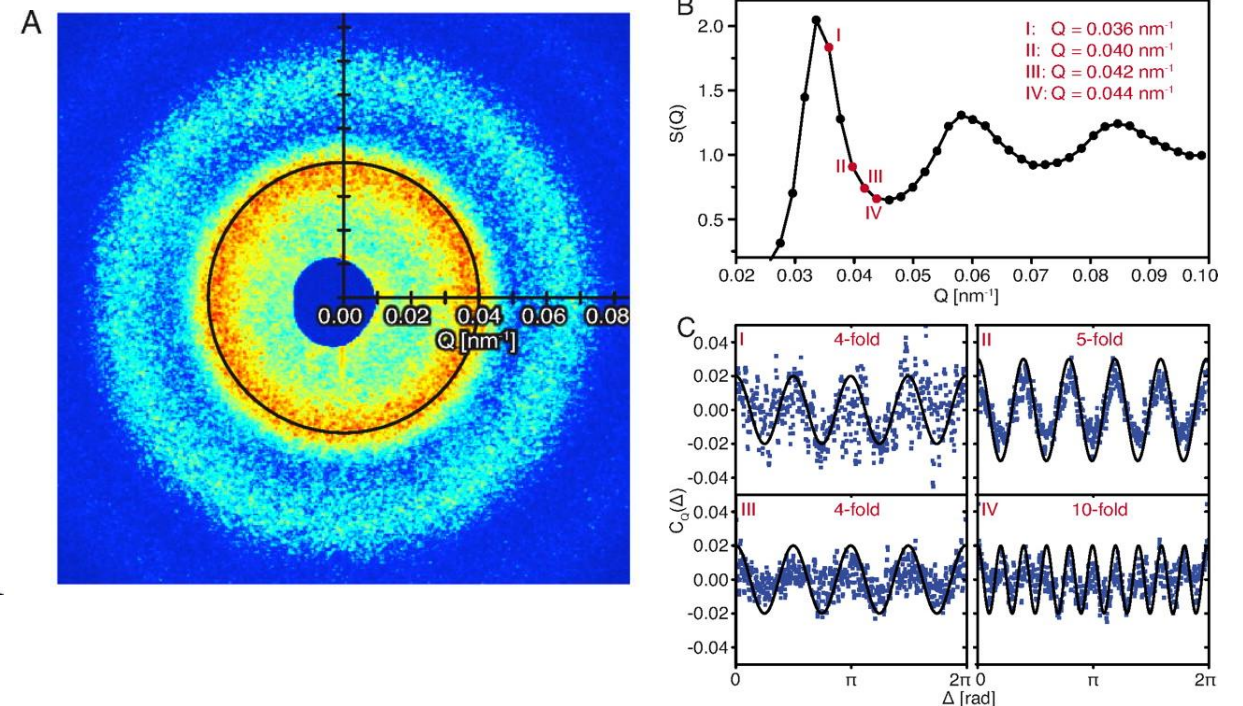 A
0.00 0.02 0.04 0.06 0.08
Q [nm⁻¹]
B
S(Q)
2.0
1.5
1.0
0.5
I: Q = 0.036 nm⁻¹
II: Q = 0.040 nm⁻¹
III: Q = 0.042 nm⁻¹
IV: Q = 0.044 nm⁻¹
I
II
III
IV
0.02 0.03 0.04 0.05 0.06 0.07 0.08 0.09 0.10
Q [nm⁻¹]
C
C_Q(Δ)
I 4-fold
0.04
0.02
0.00
-0.02
-0.04
II 5-fold
III 4-fold
0.04
0.02
0.00
-0.02
-0.04
IV 10-fold
0 π 2π 0 π 2π
Δ [rad]